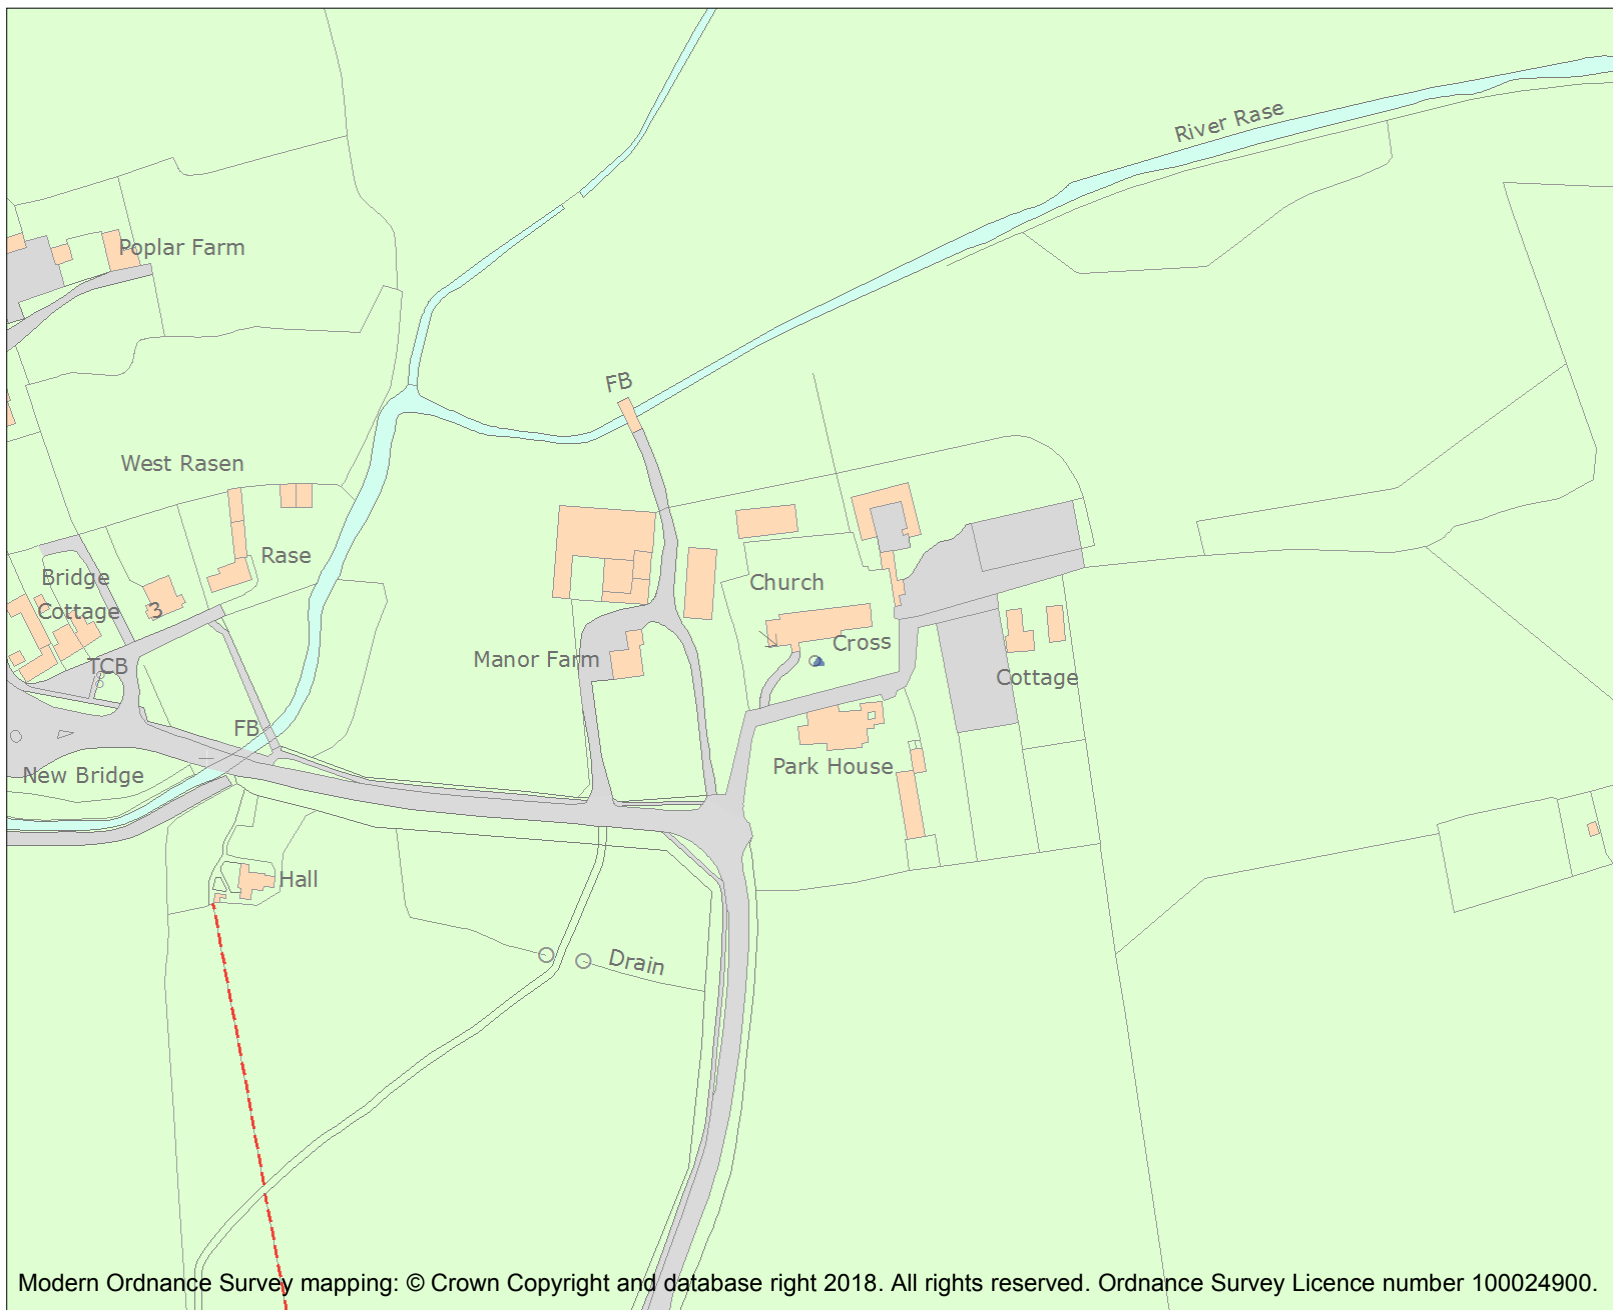 River Rase
Poplar Farm
FB
West Rasen
Rase
Bridge
Cottage
3
Church
Cross
Manor Farm
TCB
Cottage
FB
New Bridge
Park House
Hall
Drain
Modern Ordnance Survey mapping: © Crown Copyright and database right 2018. All rights reserved. Ordnance Survey Licence number 100024900.